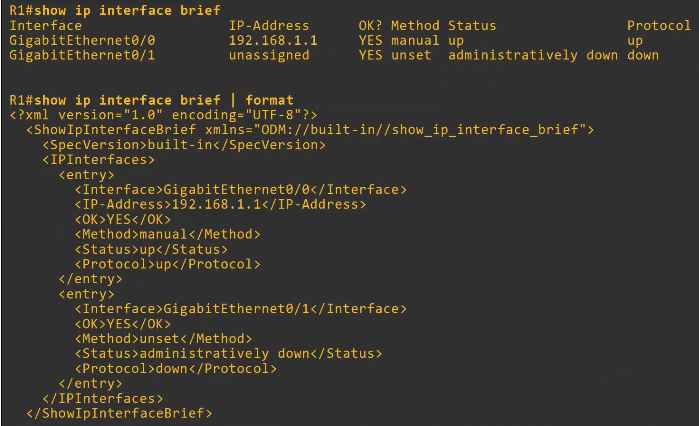 R1#show ip interface brief
Interface IP-Address OK? Method Status Protocol
GigabitEthernet0/0 192.168.1.1 YES manual up up
GigabitEthernet0/1 unassigned YES unset administratively down down
R1#show ip interface brief | format
<?xml version="1.0" encoding="UTF-8"?>
<ShowIpInterfaceBrief xmlns="ODM://built-in//show_ip_interface_brief">
<SpecVersion>built-in</SpecVersion>
<IPInterfaces>
<entry>
<Interface>GigabitEthernet0/0</Interface>
<IP-Address>192.168.1.1</IP-Address>
<OK>YES</OK>
<Method>manual</Method>
<Status>up</Status>
<Protocol>up</Protocol>
</entry>
<entry>
<Interface>GigabitEthernet0/1</Interface>
<OK>YES</OK>
<Method>unset</Method>
<Status>administratively down</Status>
<Protocol>down</Protocol>
</entry>
</IPInterfaces>
</ShowIpInterfaceBrief>